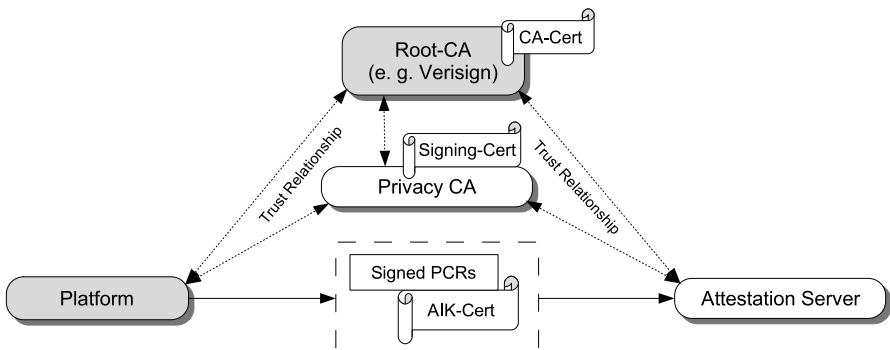 CA-Cert
Root-CA
(e. g. Verisign)
Signing-Cert
Privacy CA
Trust Relationship
Trust Relationship
Signed PCRs
AIK-Cert
Platform
Attestation Server